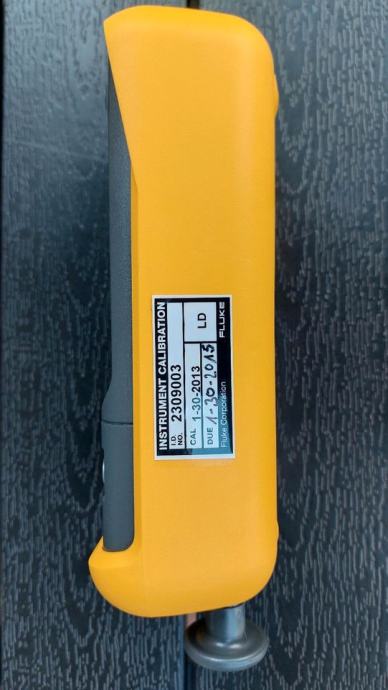 INSTRUMENT CALIBRATION
I.D. NO. 2309003
CAL 1-30-2013 LD
DUE 1-30-2015
Fluke Corporation FLUKE